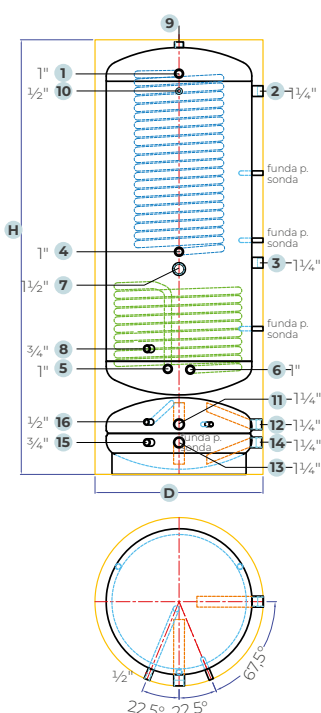 9
1" 1
½" 10
2 1¼"
funda p.
sonda
H
funda p.
sonda
1" 4
3 1¼"
1½" 7
funda p.
sonda
¾" 8
1" 5
6 1"
11 1¼"
½" 16
12 1¼"
funda p.
sonda
¾" 15
14 1¼"
13 1¼"
D
½"
67,5°
22,5° 22,5°